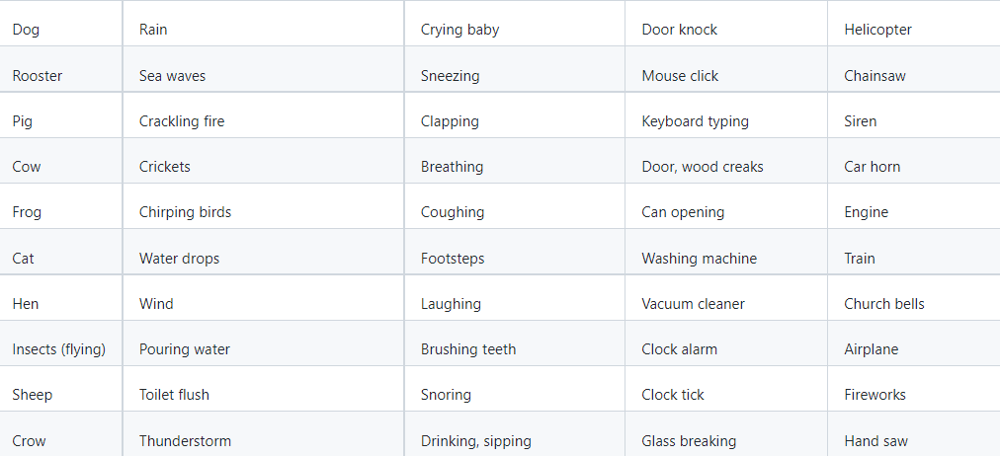 Dog Rain Crying baby Door knock Helicopter
Rooster Sea waves Sneezing Mouse click Chainsaw
Pig Crackling fire Clapping Keyboard typing Siren
Cow Crickets Breathing Door, wood creaks Car horn
Frog Chirping birds Coughing Can opening Engine
Cat Water drops Footsteps Washing machine Train
Hen Wind Laughing Vacuum cleaner Church bells
Insects (flying) Pouring water Brushing teeth Clock alarm Airplane
Sheep Toilet flush Snoring Clock tick Fireworks
Crow Thunderstorm Drinking, sipping Glass breaking Hand saw